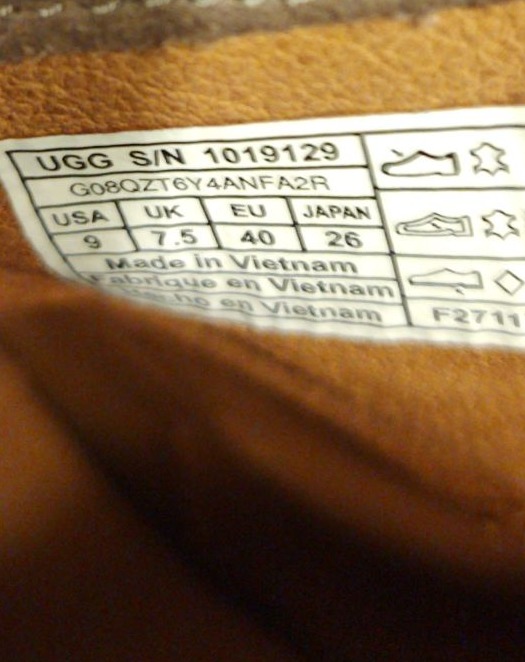 UGG S/N 1019129
G08QZT6Y4ANFA2R
USA UK EU JAPAN
9 7.5 40 26
Made in Vietnam
Fabrique en Vietnam
en Vietnam
F2711